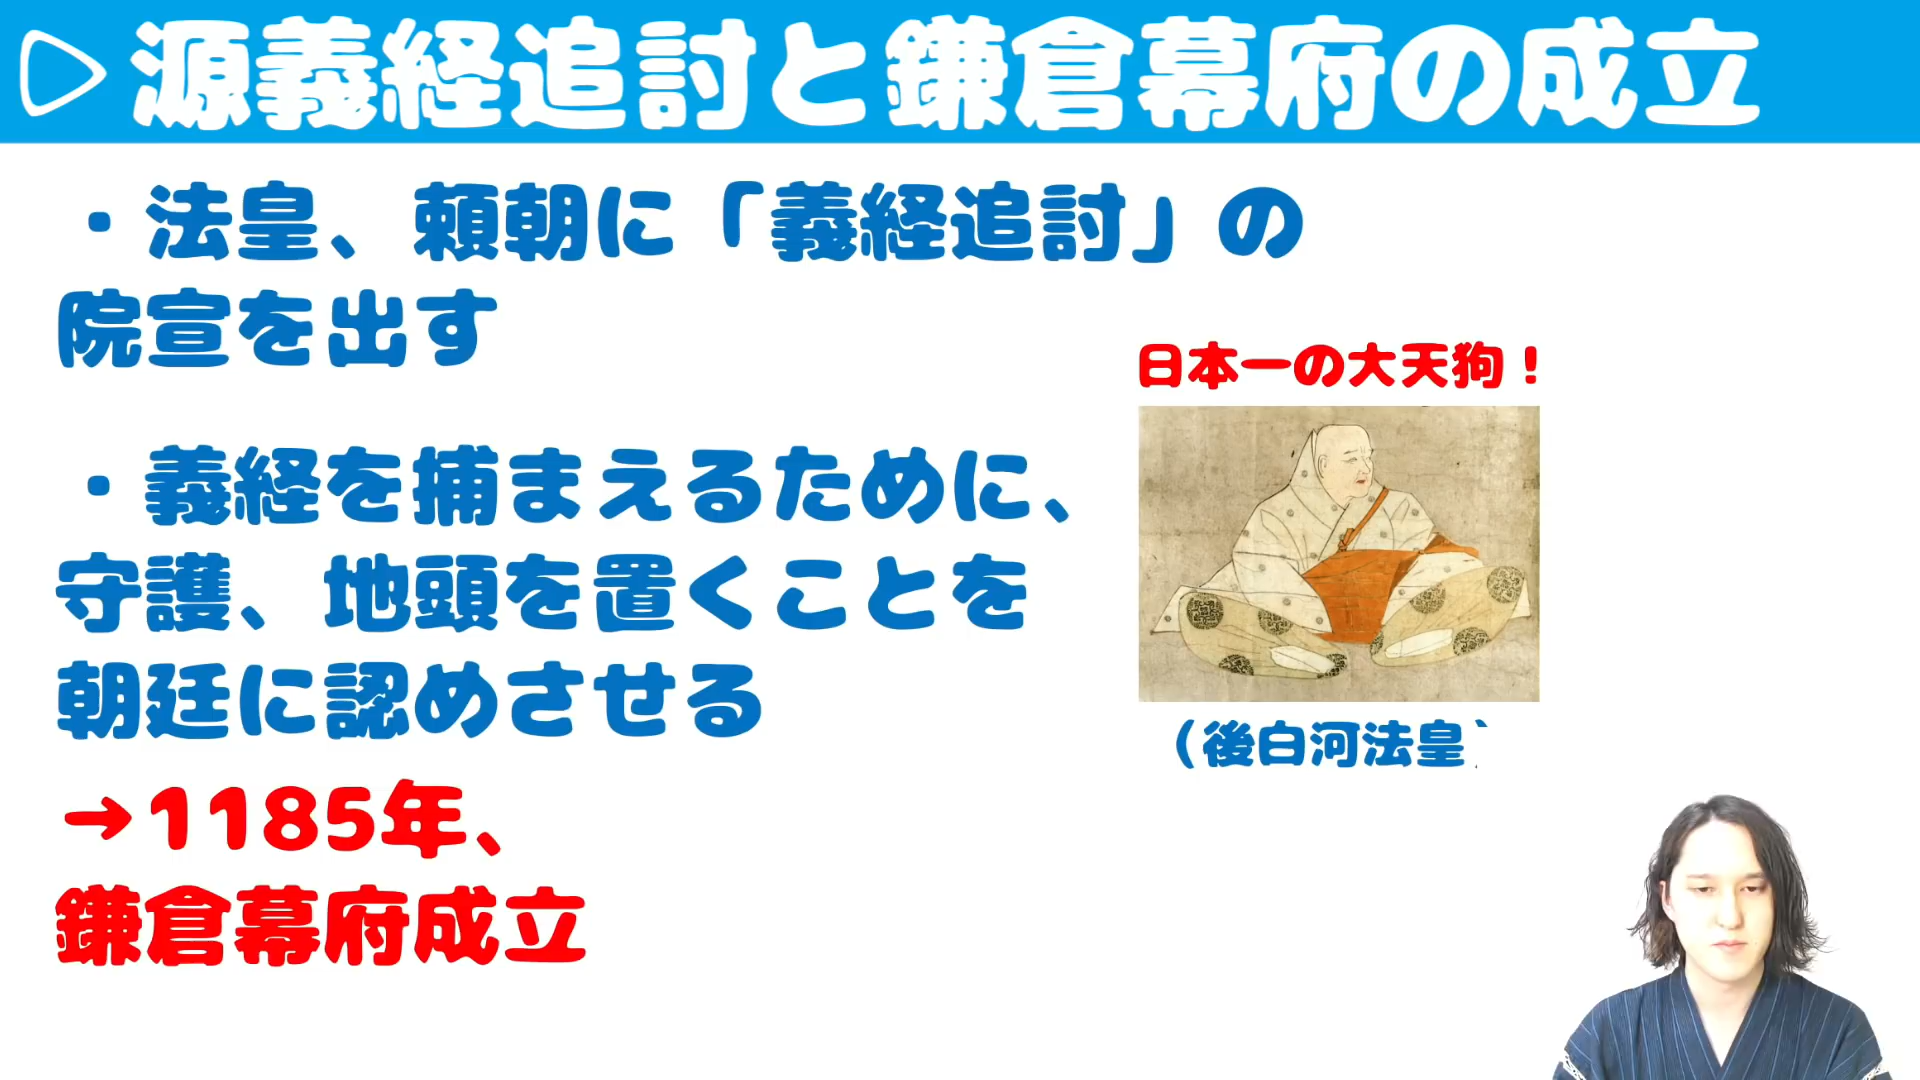 源義経追討と鎌倉幕府の成立
・法皇、頼朝に「義経追討」の
院宣を出す
・義経を捕まえるために、
守護、地頭を置くことを
朝廷に認めさせる
→1185年、
鎌倉幕府成立
日本一の大天狗！
（後白河法皇